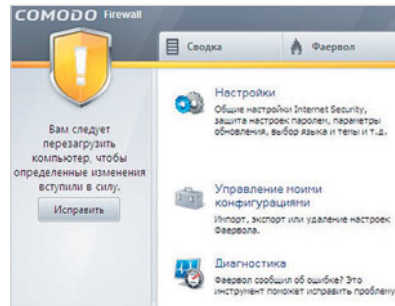 COMODO Firewall
Сводка
Фаервол
Вам следует
перезагрузить
компьютер, чтобы
определенные изменения
вступили в силу.
Исправить
Настройки
Общие настройки Internet Security,
защита настроек паролем, параметры
обновления, выбор языка и темы и т.д.
Управление моими
конфигурациями
Импорт, экспорт или удаление настроек
Фаервола.
Диагностика
Фаервол сообщил об ошибке? Это
инструмент поможет исправить проблему